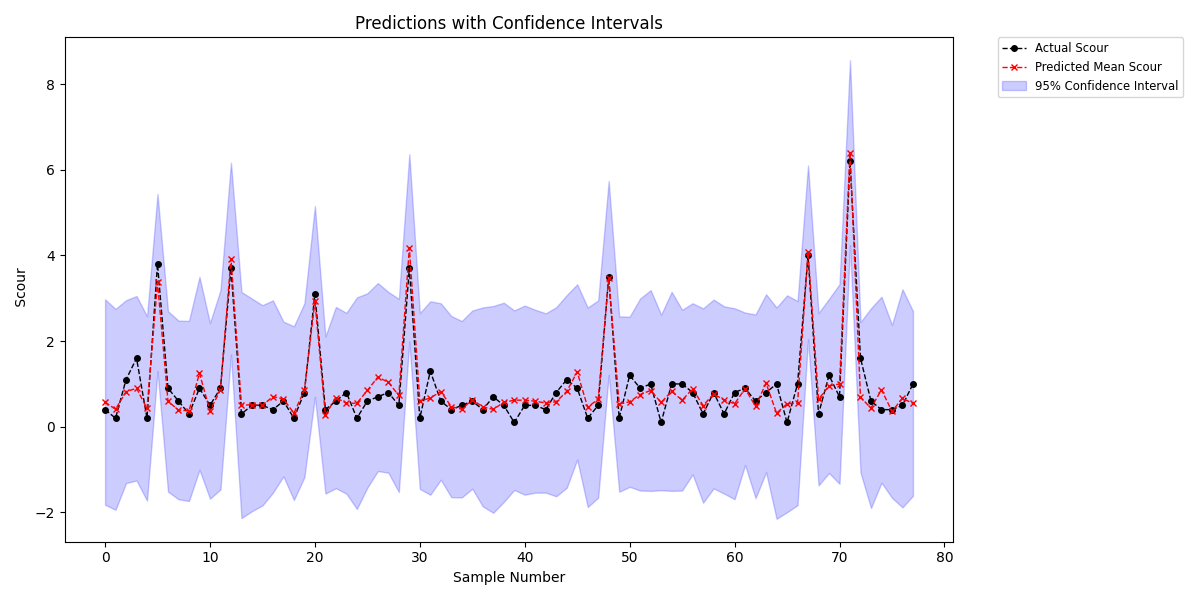 Predictions with Confidence Intervals
Actual Scour
Predicted Mean Scour
95% Confidence Interval
Scour
8
6
4
2
0
−2
0 10 20 30 40 50 60 70 80
Sample Number